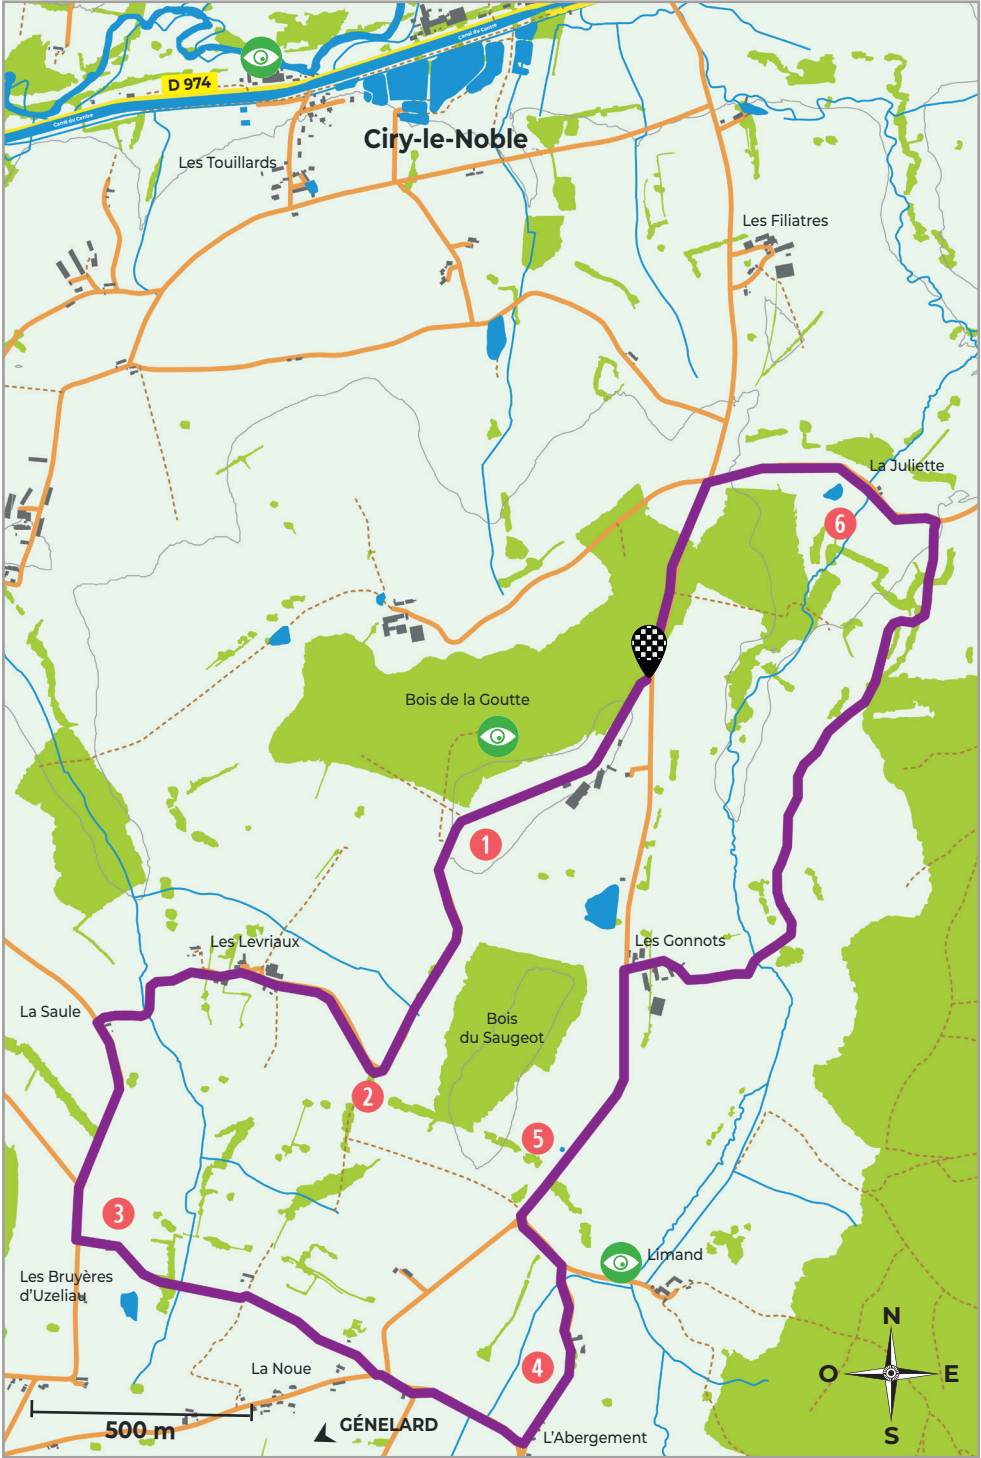 Canal du Centre
D 974
Canal du Centre
Ciry-le-Noble
Les Touillards
Les Filiatres
La Juliette
6
Bois de la Goutte
1
Les Gonnots
Les Levriaux
La Saule
Bois
du Saugeot
2
5
3
Limand
Les Bruyères
d'Uzeliau
N
O
E
S
La Noue
4
500 m
GÉNELARD
L'Abergement